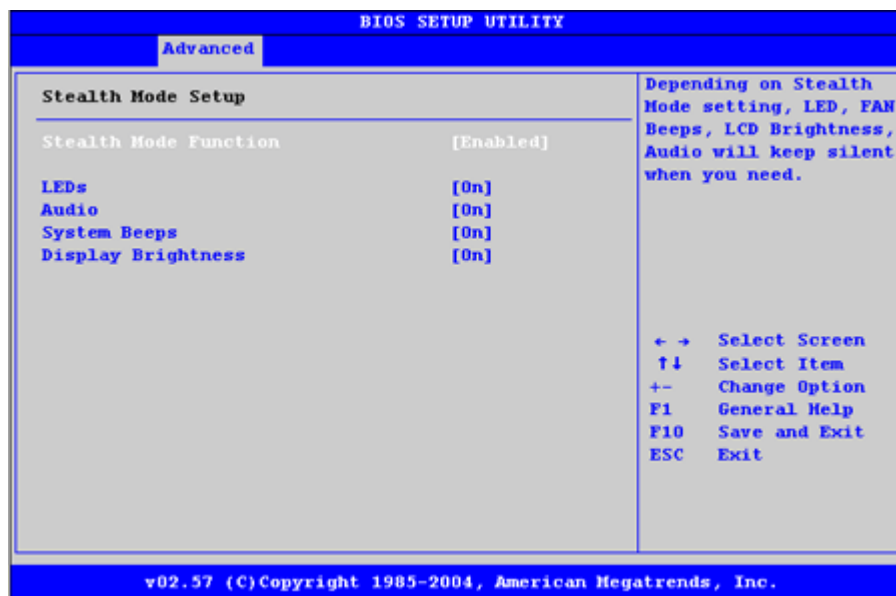 BIOS SETUP UTILITY
Advanced
Stealth Mode Setup
Stealth Mode Function [Enabled]
LEDs [On]
Audio [On]
System Beeps [On]
Display Brightness [On]
Depending on Stealth
Mode setting, LED, FAN
Beeps, LCD Brightness,
Audio will keep silent
when you need.
← → Select Screen
↑↓ Select Item
+- Change Option
F1 General Help
F10 Save and Exit
ESC Exit
v02.57 (C)Copyright 1985-2004, American Megatrends, Inc.